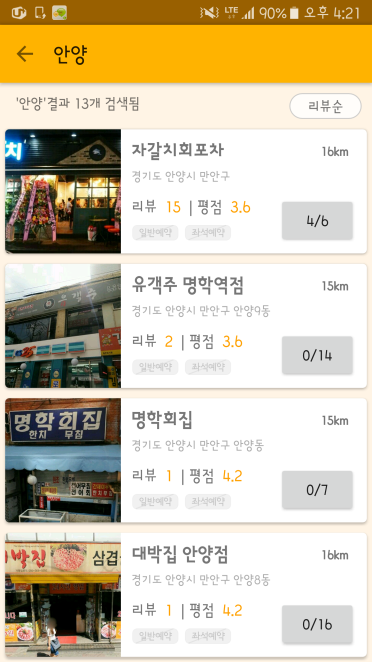 LTE 90% 오후 4:21
안양
'안양'결과 13개 검색됨
리뷰순
자갈치회포차 16km
경기도 안양시 만안구
리뷰 15 | 평점 3.6
4/6
일반예약 좌석예약
유객주 명학역점 15km
경기도 안양시 만안구 안양9동
리뷰 2 | 평점 3.6
0/14
일반예약 좌석예약
명학회집
한치 무침
명학회집 15km
경기도 안양시 만안구 안양동
리뷰 1 | 평점 4.2
0/7
일반예약 좌석예약
대박집 안양점 16km
경기도 안양시 만안구 안양8동
리뷰 1 | 평점 4.2
0/16
일반예약 좌석예약